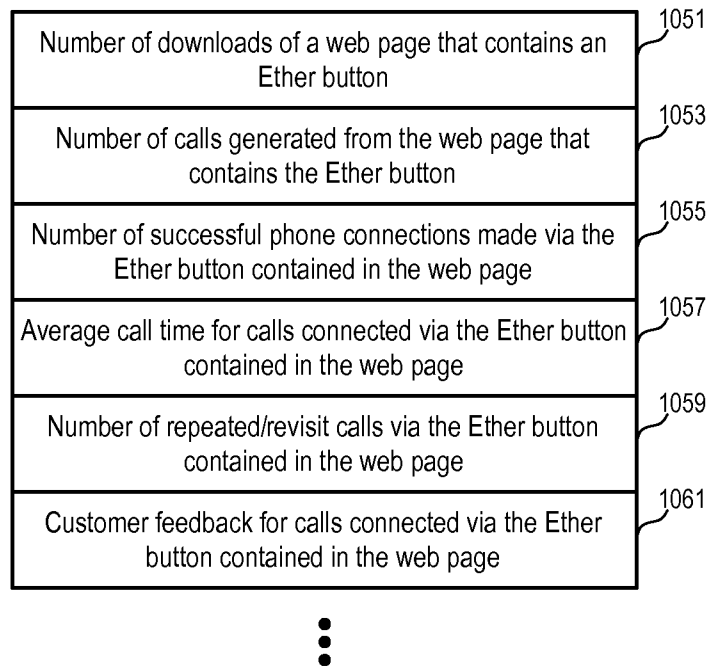 1051
Number of downloads of a web page that contains an
Ether button
1053
Number of calls generated from the web page that
contains the Ether button
1055
Number of successful phone connections made via the
Ether button contained in the web page
1057
Average call time for calls connected via the Ether button
contained in the web page
1059
Number of repeated/revisit calls via the Ether button
contained in the web page
1061
Customer feedback for calls connected via the Ether
button contained in the web page